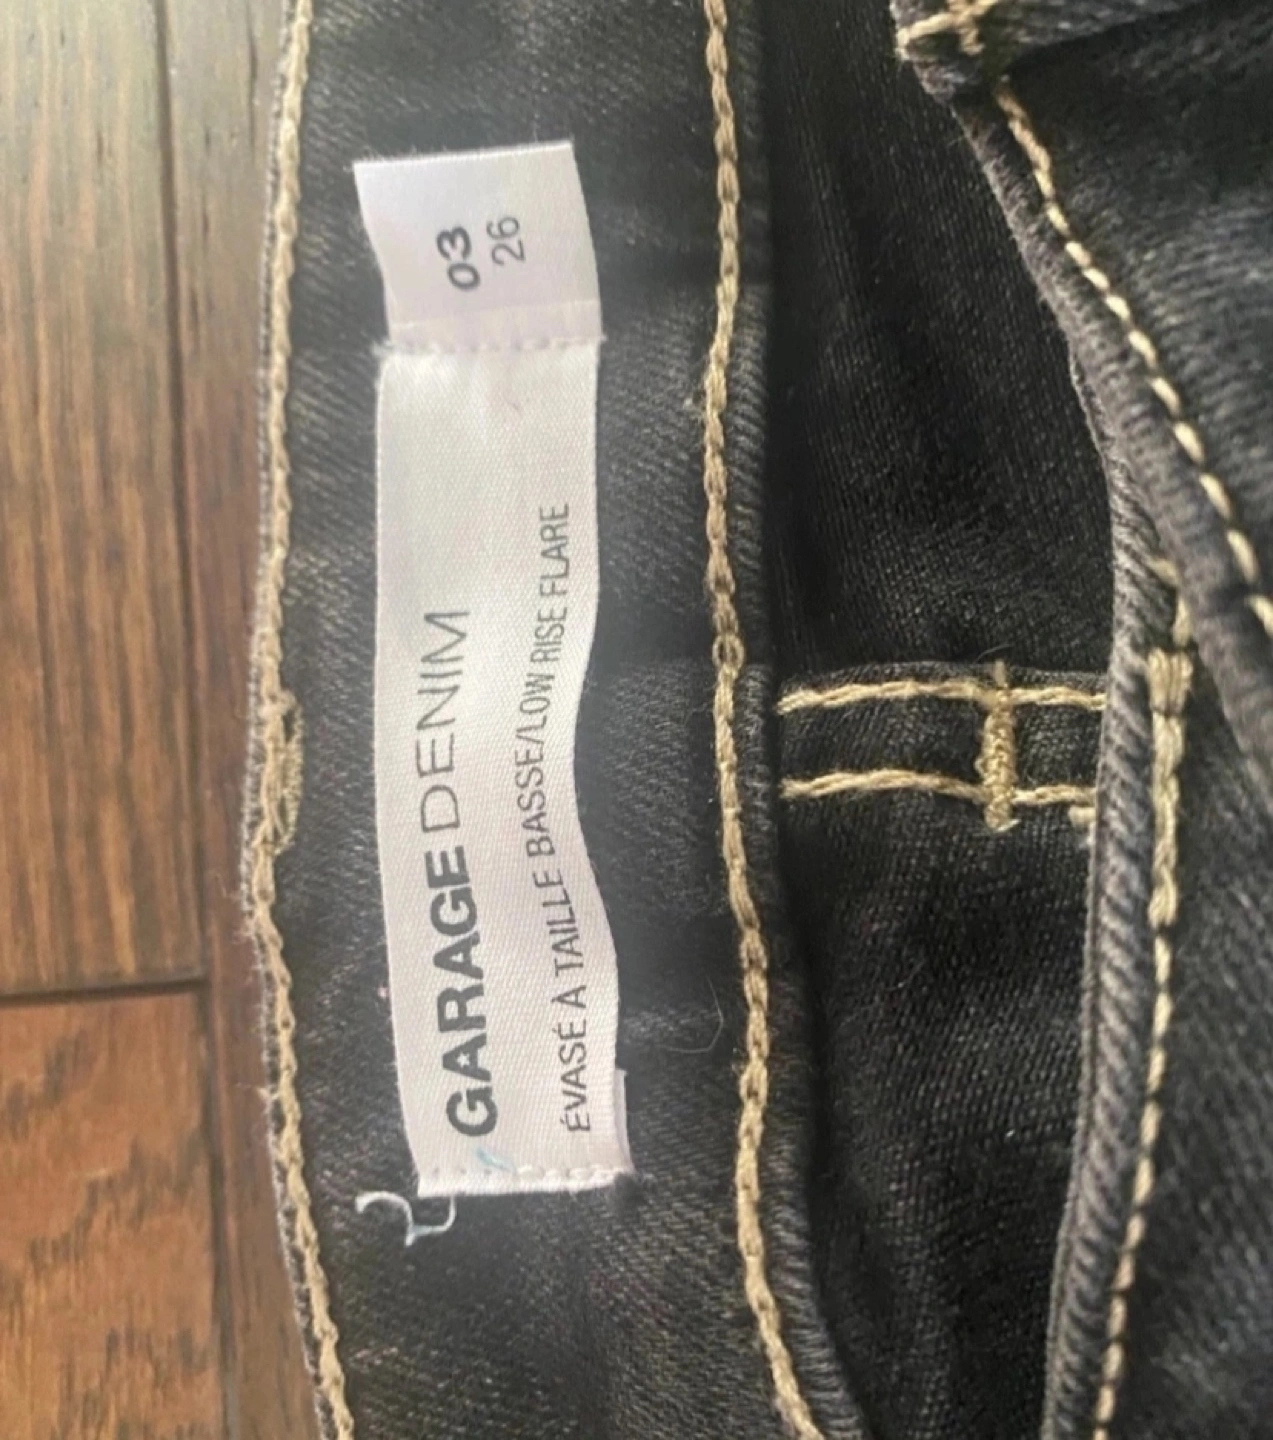 GARAGE DENIM
ÉVASÉ A TAILLE BASSE/LOW RISE FLARE
03
26